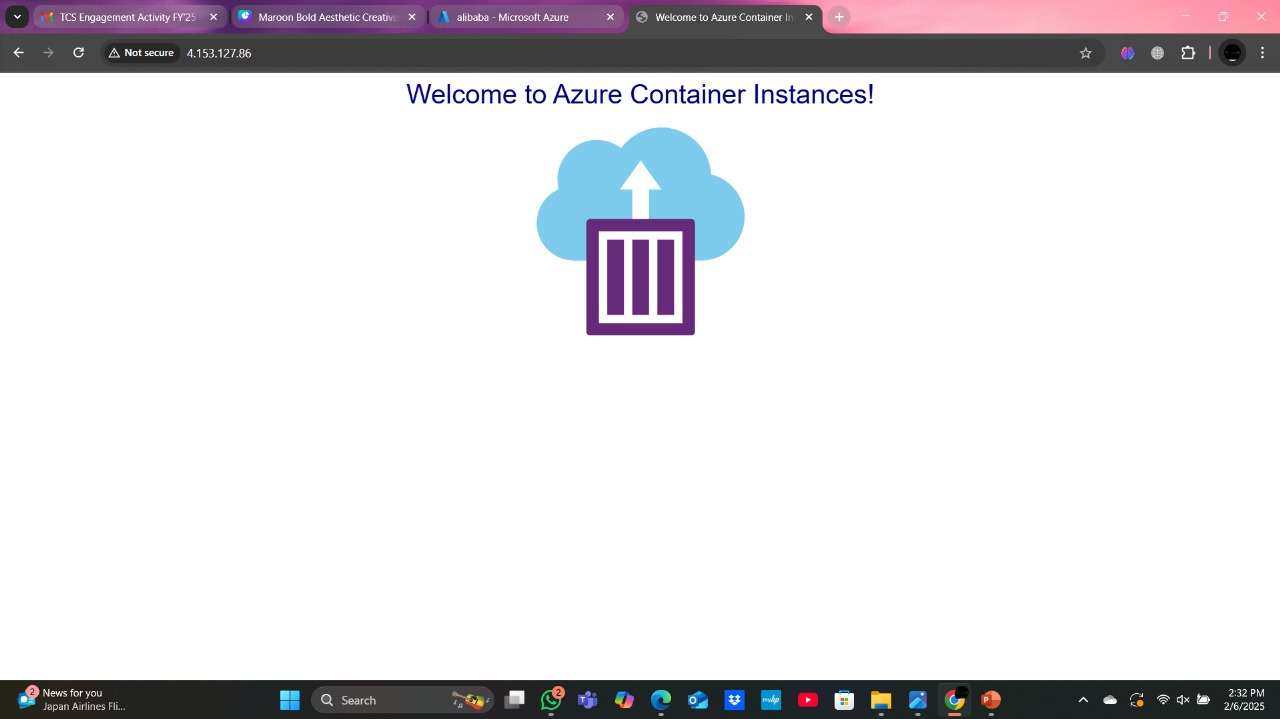 TCS Engagement Activity FY'25
Maroon Bold Aesthetic Creative
alibaba - Microsoft Azure
Welcome to Azure Container In
Not secure
4.153.127.86
Welcome to Azure Container Instances!
2
News for you
Japan Airlines Fli...
Search
2
myhp
P
2:32 PM
2/6/2025